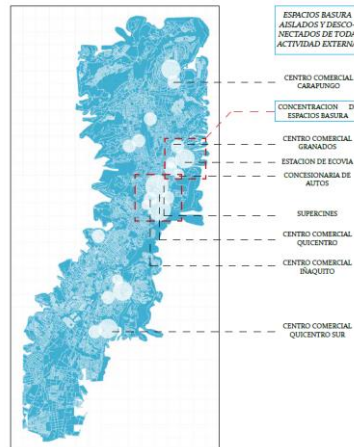 ESPACIOS BASURA
AISLADOS Y DESCO-
NECTADOS DE TODA
ACTIVIDAD EXTERNA
CENTRO COMERCIAL
CARAPUNGO
CONCENTRACION D
ESPACIOS BASURA
CENTRO COMERCIAL
GRANADOS
ESTACION DE ECOVIA
CONCESIONARIA DE
AUTOS
SUPERCINES
CENTRO COMERCIAL
QUICENTRO
CENTRO COMERCIAL
IÑAQUITO
CENTRO COMERCIAL
QUICENTRO SUR